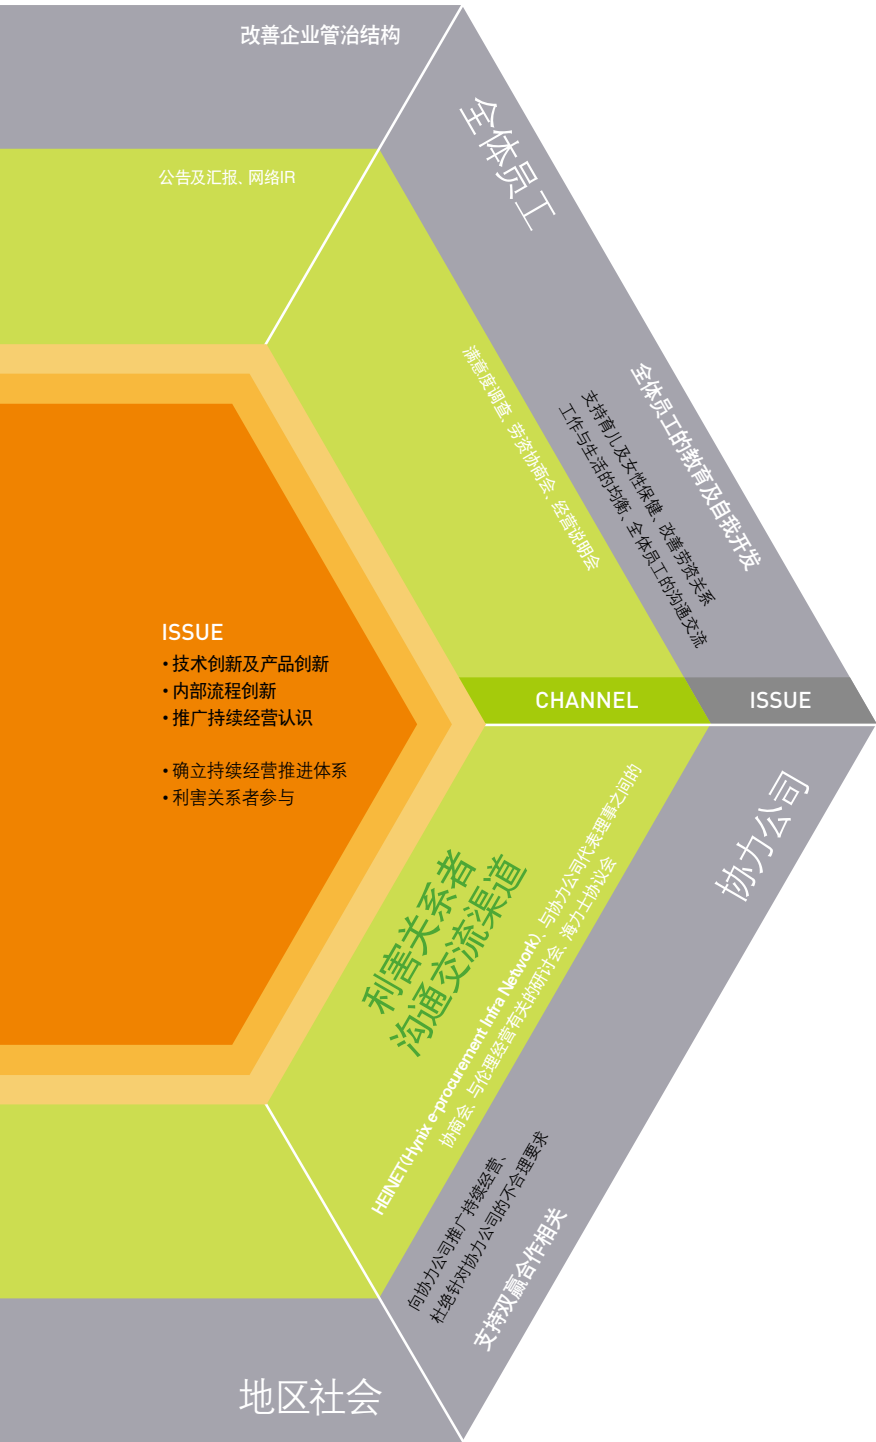 改善企业管治结构
公告及汇报、网络IR
全体员工
全体员工的教育及自我开发
支持育儿及女性保健、改善劳资关系
工作与生活的均衡、全体员工的沟通交流
满意度调查、劳资协商会、经营说明会
ISSUE
• 技术创新及产品创新
• 内部流程创新
• 推广持续经营认识
• 确立持续经营推进体系
• 利害关系者参与
CHANNEL
ISSUE
协力公司
利害关系者
沟通交流渠道
HEINET(Hynix e-procurement Infra Network)、与协力公司代表理事之间的
协商会、与伦理经营有关的研讨会、海力士协议会
向协力公司推广持续经营、
杜绝针对协力公司的不合理要求
支持双赢合作相关
地区社会